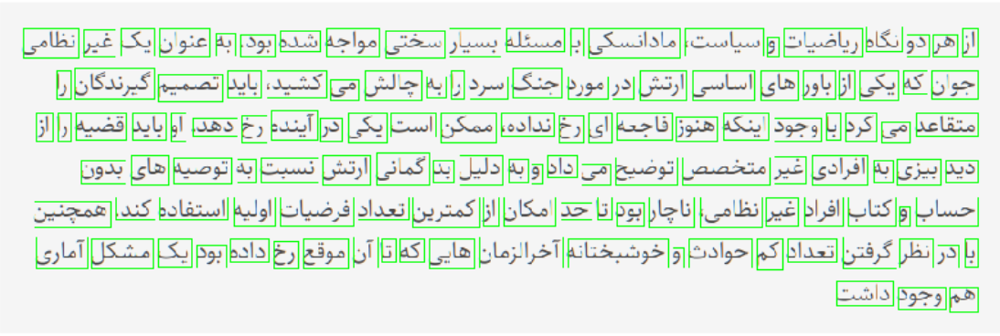 از هر دو نگاه ریاضیات و سیاست، مادانسکی با مسئله بسیار سختی مواجه شده بود. به عنوان یک غیر نظامی
جوان که یکی از باور های اساسی ارتش در مورد جنگ سرد را به چالش می کشید، باید تصمیم گیرندگان را
متقاعد می کرد با وجود اینکه هنوز فاجعه ای رخ نداده، ممکن است یکی در آینده رخ دهد. او باید قضیه را از
دید بیزی به افرادی غیر متخصص توضیح می داد و به دلیل بد گمانی ارتش نسبت به توصیه های بدون
حساب و کتاب افراد غیر نظامی، ناچار بود تا حد امکان از کمترین تعداد فرضیات اولیه استفاده کند. همچنین
با در نظر گرفتن تعداد کم حوادث و خوشبختانه آخرالزمان هایی که تا آن موقع رخ داده بود یک مشکل آماری
هم وجود داشت